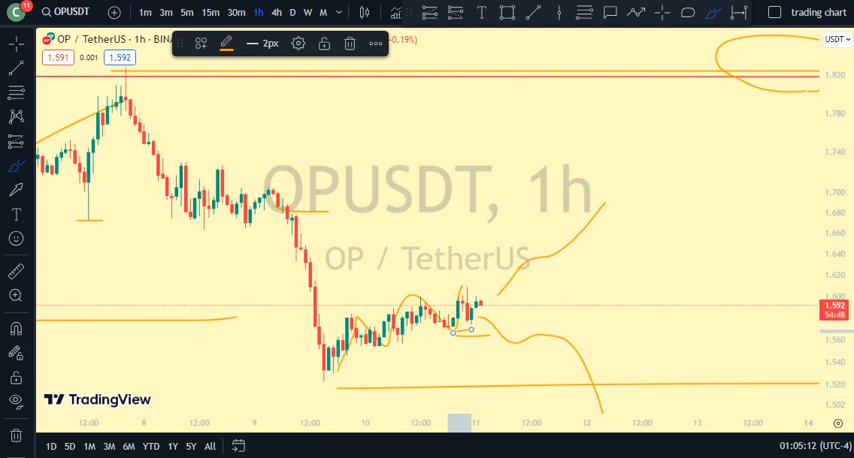 C 11 OPUSDT 1m 3m 5m 15m 30m 1h 4h D W M trading chart
OP / TetherUS · 1h · BINA 2px -0.19%) USDT
1.591 0.001 1.592
1.820
1.780
1.740
1.700
1.680
1.660
1.640
1.620
1.600
1.592
54:48
1.560
1.540
1.520
1.502
OPUSDT, 1h
OP / TetherUS
TradingView
12:00 8 12:00 9 12:00 10 12:00 11 12:00 12 12:00 13 12:00 14
1D 5D 1M 3M 6M YTD 1Y 5Y All 01:05:12 (UTC-4)